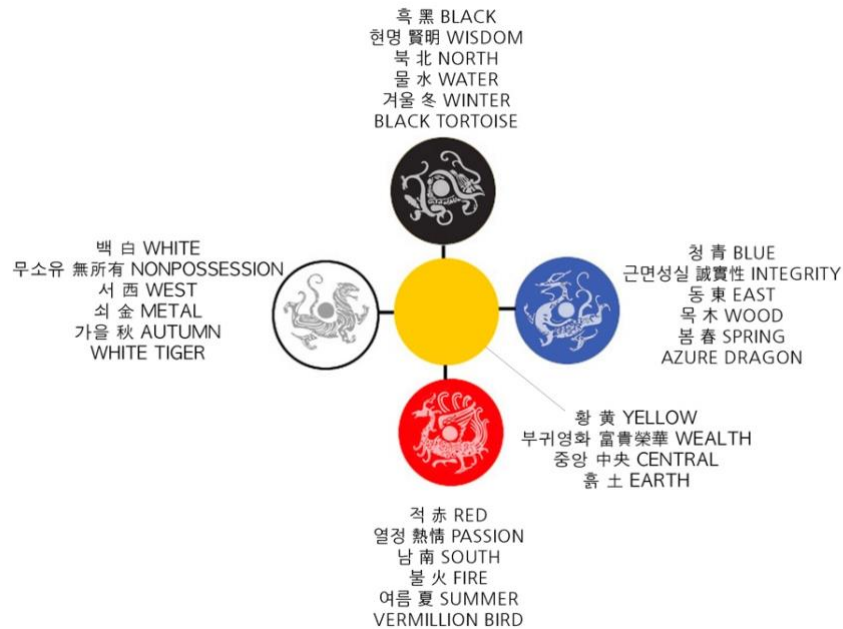 흑 黑 BLACK
현명 賢明 WISDOM
북 北 NORTH
물 水 WATER
겨울 冬 WINTER
BLACK TORTOISE
백 白 WHITE
무소유 無所有 NONPOSSESSION
서 西 WEST
쇠 金 METAL
가을 秋 AUTUMN
WHITE TIGER
청 青 BLUE
근면성실 誠實性 INTEGRITY
동 東 EAST
목 木 WOOD
봄 春 SPRING
AZURE DRAGON
황 黄 YELLOW
부귀영화 富貴榮華 WEALTH
중앙 中央 CENTRAL
흙 土 EARTH
적 赤 RED
열정 熱情 PASSION
남 南 SOUTH
불 火 FIRE
여름 夏 SUMMER
VERMILLION BIRD